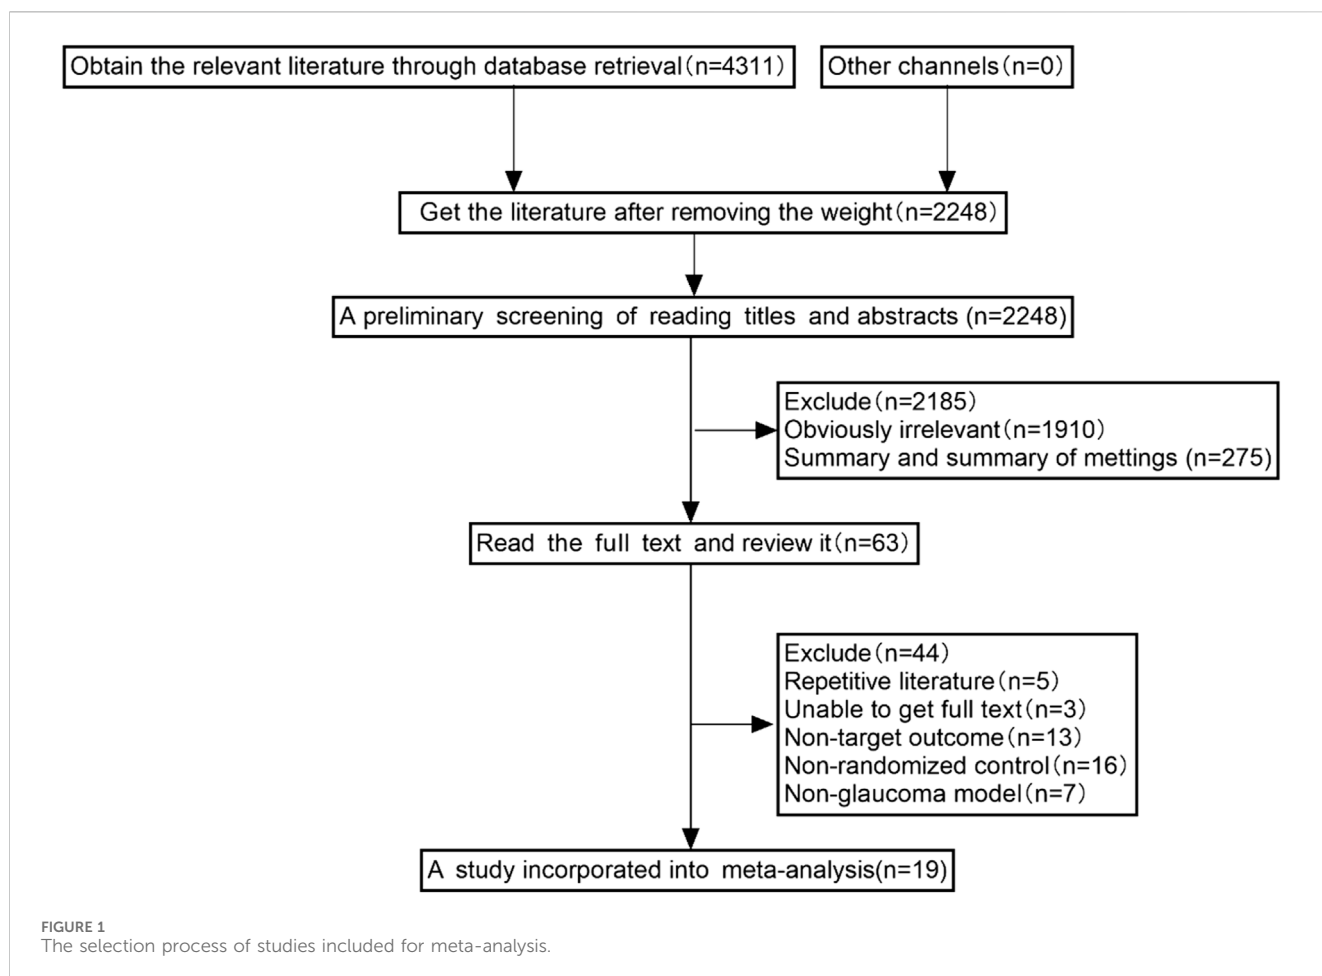 Obtain the relevant literature through database retrieval(n=4311)
Other channels(n=0)
Get the literature after removing the weight(n=2248)
A preliminary screening of reading titles and abstracts (n=2248)
Exclude(n=2185)
Obviously irrelevant(n=1910)
Summary and summary of mettings (n=275)
Read the full text and review it(n=63)
Exclude(n=44)
Repetitive literature(n=5)
Unable to get full text(n=3)
Non-target outcome(n=13)
Non-randomized control(n=16)
Non-glaucoma model(n=7)
A study incorporated into meta-analysis(n=19)
FIGURE 1
The selection process of studies included for meta-analysis.